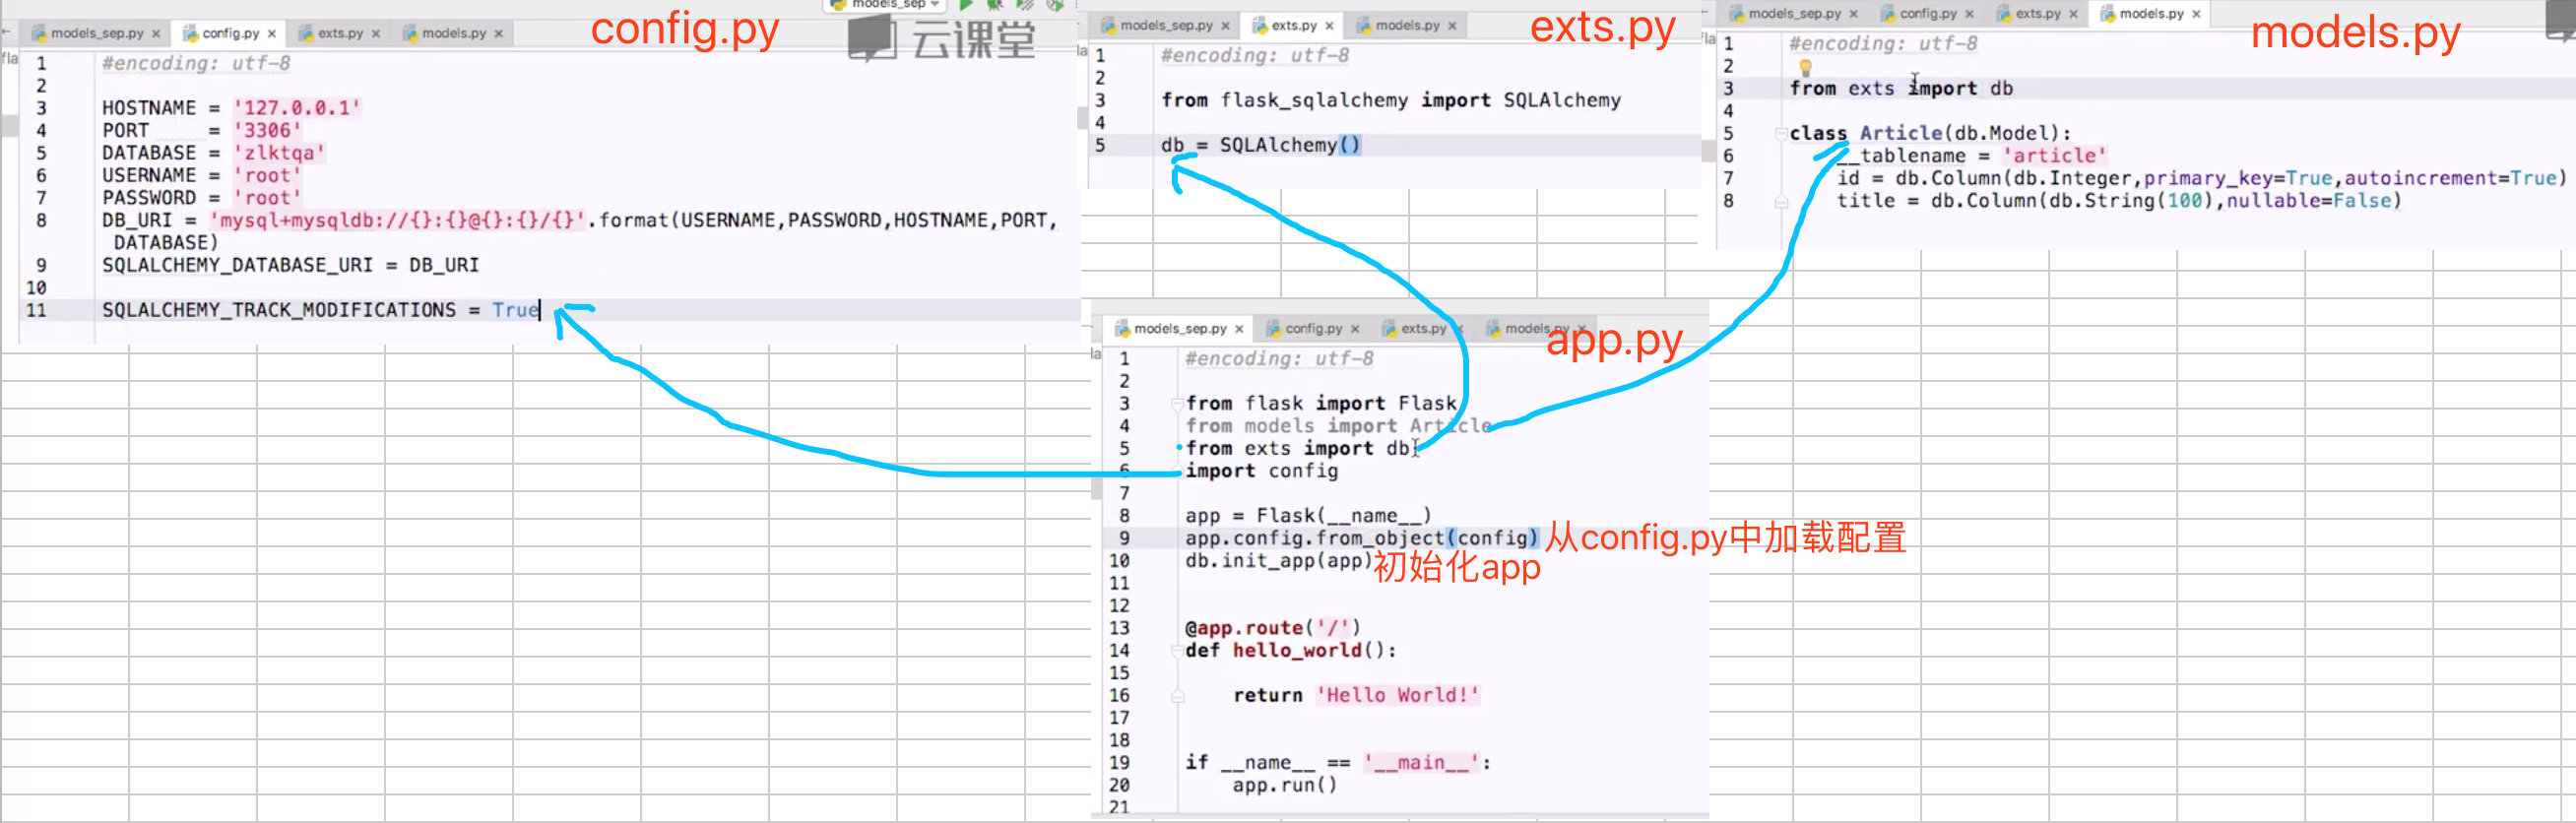 models_sep
models_sep.py
config.py
exts.py
models.py
config.py
云课堂
fla
1 #encoding: utf-8
2
3 HOSTNAME = '127.0.0.1'
4 PORT     = '3306'
5 DATABASE = 'zlktqa'
6 USERNAME = 'root'
7 PASSWORD = 'root'
8 DB_URI = 'mysql+mysqldb://{}:{}@{}:{}/{}'.format(USERNAME,PASSWORD,HOSTNAME,PORT,
DATABASE)
9 SQLALCHEMY_DATABASE_URI = DB_URI
10
11 SQLALCHEMY_TRACK_MODIFICATIONS = True
models_sep.py
exts.py
models.py
exts.py
1 #encoding: utf-8
2
3 from flask_sqlalchemy import SQLAlchemy
4
5 db = SQLAlchemy()
models_sep.py
config.py
exts.py
models.py
models.py
fla
1 #encoding: utf-8
2
3 from exts import db
4
5 class Article(db.Model):
6     __tablename = 'article'
7     id = db.Column(db.Integer,primary_key=True,autoincrement=True)
8     title = db.Column(db.String(100),nullable=False)
models_sep.py
config.py
exts.py
models.py
app.py
la
1 #encoding: utf-8
2
3 from flask import Flask
4 from models import Article
5 from exts import db
6 import config
7
8 app = Flask(__name__)
9 app.config.from_object(config) 从config.py中加载配置
10 db.init_app(app) 初始化app
11
12
13 @app.route('/')
14 def hello_world():
15
16     return 'Hello World!'
17
18
19 if __name__ == '__main__':
20     app.run()
21